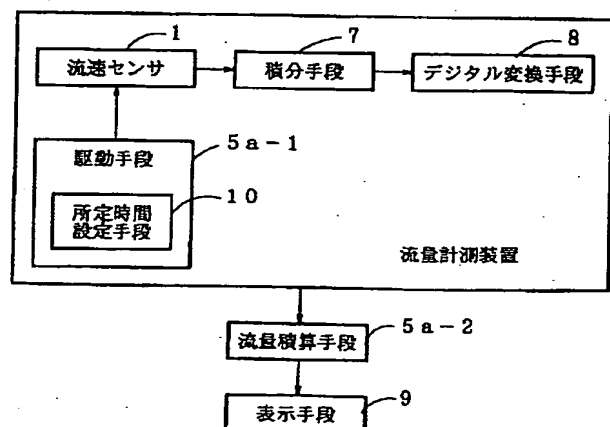 1
7
8
流速センサ
積分手段
デジタル変換手段
5a-1
駆動手段
10
所定時間
設定手段
流量計測装置
5a-2
流量積算手段
9
表示手段